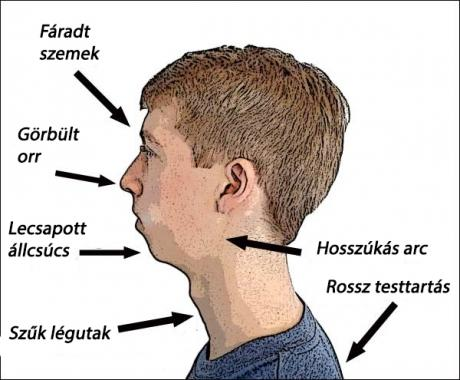 Fáradt
szemek
Görbült
orr
Lecsapott
állcsúcs
Hosszúkás arc
Rossz testtartás
Szűk légutak